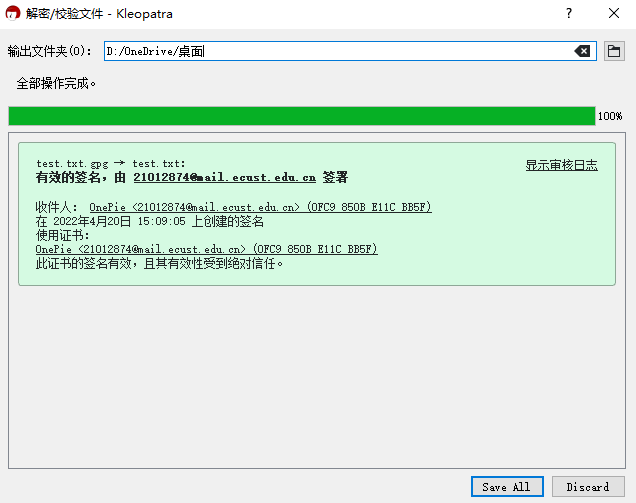 解密/校验文件 - Kleopatra
?
输出文件夹(O): D:/OneDrive/桌面
全部操作完成。
100%
test.txt.gpg → test.txt:
显示审核日志
有效的签名，由 21012874@mail.ecust.edu.cn 签署
收件人: OnePie <21012874@mail.ecust.edu.cn> (0FC9 850B E11C BB5F)
在 2022年4月20日 15:09:05 上创建的签名
使用证书:
OnePie <21012874@mail.ecust.edu.cn> (0FC9 850B E11C BB5F)
此证书的签名有效，且其有效性受到绝对信任。
Save All
Discard